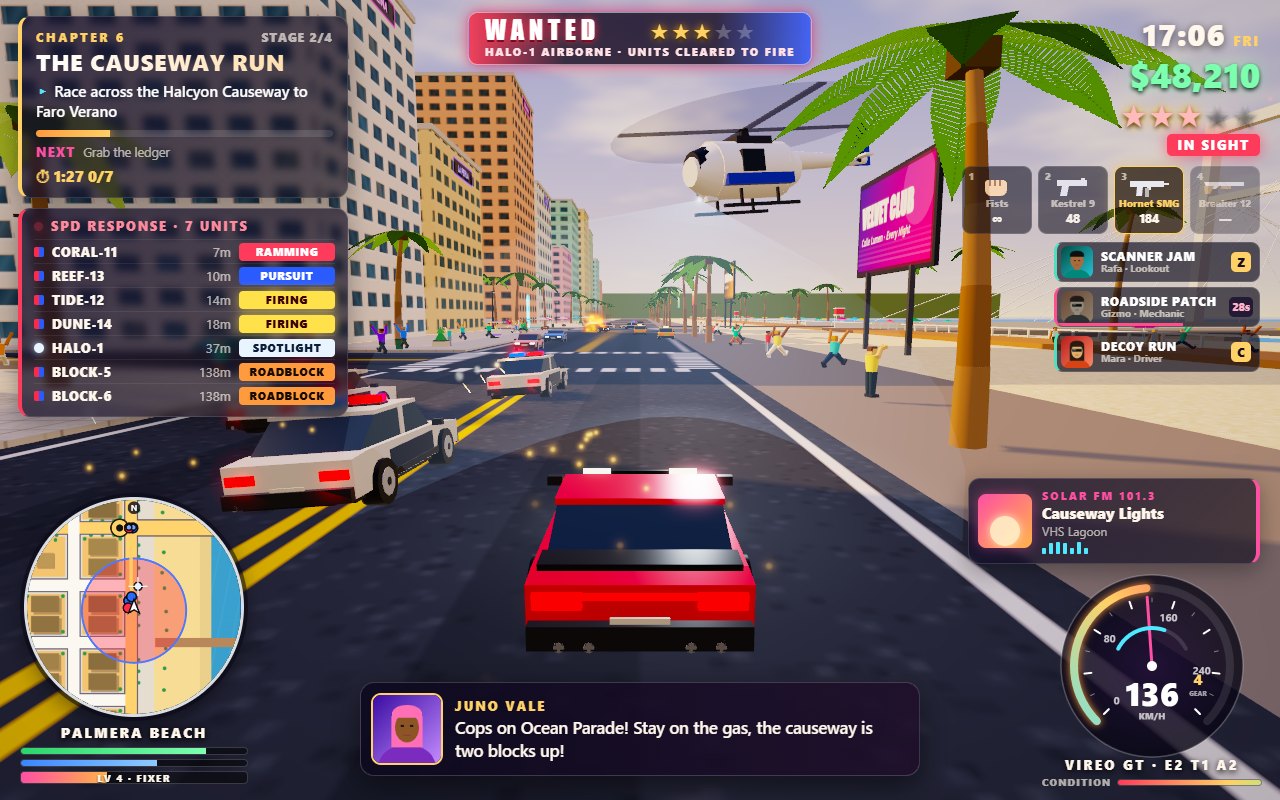 CHAPTER 6 STAGE 2/4
THE CAUSEWAY RUN
Race across the Halcyon Causeway to
Faro Verano
NEXT Grab the ledger
1:27 0/7
SPD RESPONSE · 7 UNITS
CORAL-11 7m RAMMING
REEF-13 10m PURSUIT
TIDE-12 14m FIRING
DUNE-14 18m FIRING
HALO-1 37m SPOTLIGHT
BLOCK-5 138m ROADBLOCK
BLOCK-6 138m ROADBLOCK
WANTED
HALO-1 AIRBORNE · UNITS CLEARED TO FIRE
17:06 FRI
$48,210
IN SIGHT
1 2 3 4
Fists Kestrel 9 Hornet SMG Breaker 12
∞ 48 184 —
SCANNER JAM Z
Rafa · Lookout
ROADSIDE PATCH 28s
Gizmo · Mechanic
DECOY RUN C
Mara · Driver
VELVET CLUB
SOLAR FM 101.3
Causeway Lights
VHS Lagoon
N
PALMERA BEACH
LV 4 · FIXER
JUNO VALE
Cops on Ocean Parade! Stay on the gas, the causeway is
two blocks up!
0 80 160 240
4
GEAR
136
KM/H
VIREO GT · E2 T1 A2
CONDITION